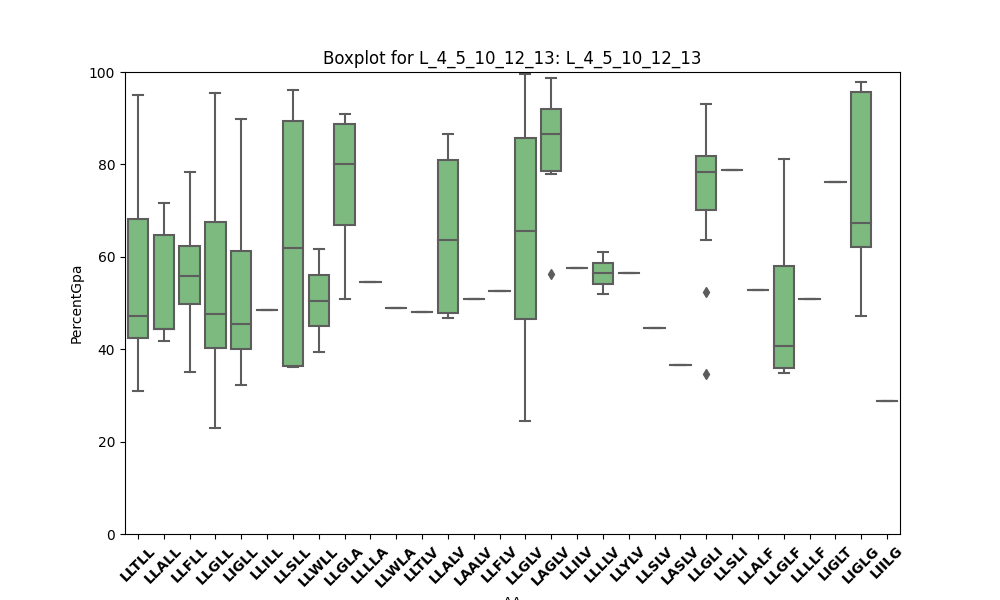 Boxplot for L_4_5_10_12_13: L_4_5_10_12_13
PercentGpa
100
80
60
40
20
0
LLTLL LLALL LLFLL LLGLL LIGLL LLILL LLSLL LLWLL LLGLA LLLLA LLWLA LLTLV LLALV LAALV LLFLV LLGLV LAGLV LLILV LLLLV LLYLV LLSLV LASLV LLGLI LLSLI LLALF LLGLF LLLLF LIGLT LIGLG LIILG